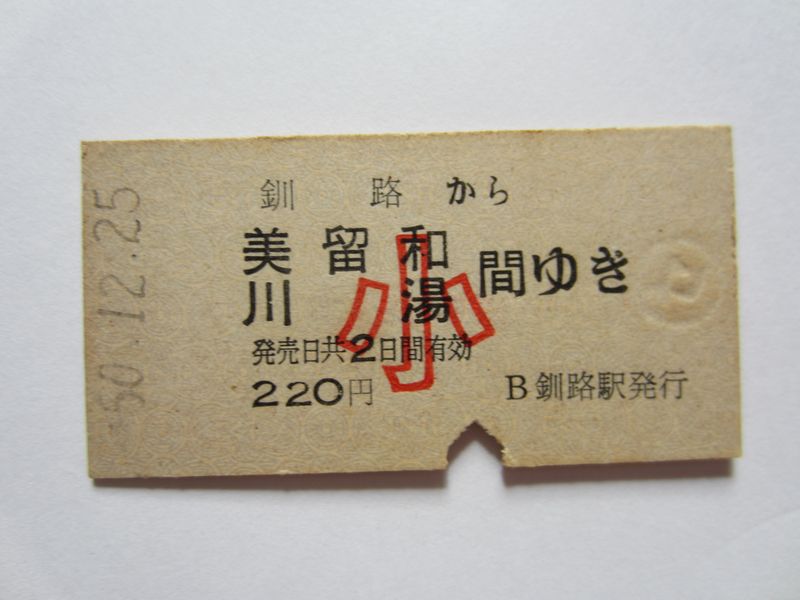 釧路から
美留和
川湯
間ゆき
小
発売日共2日間有効
220円
B釧路駅発行
50.12.25